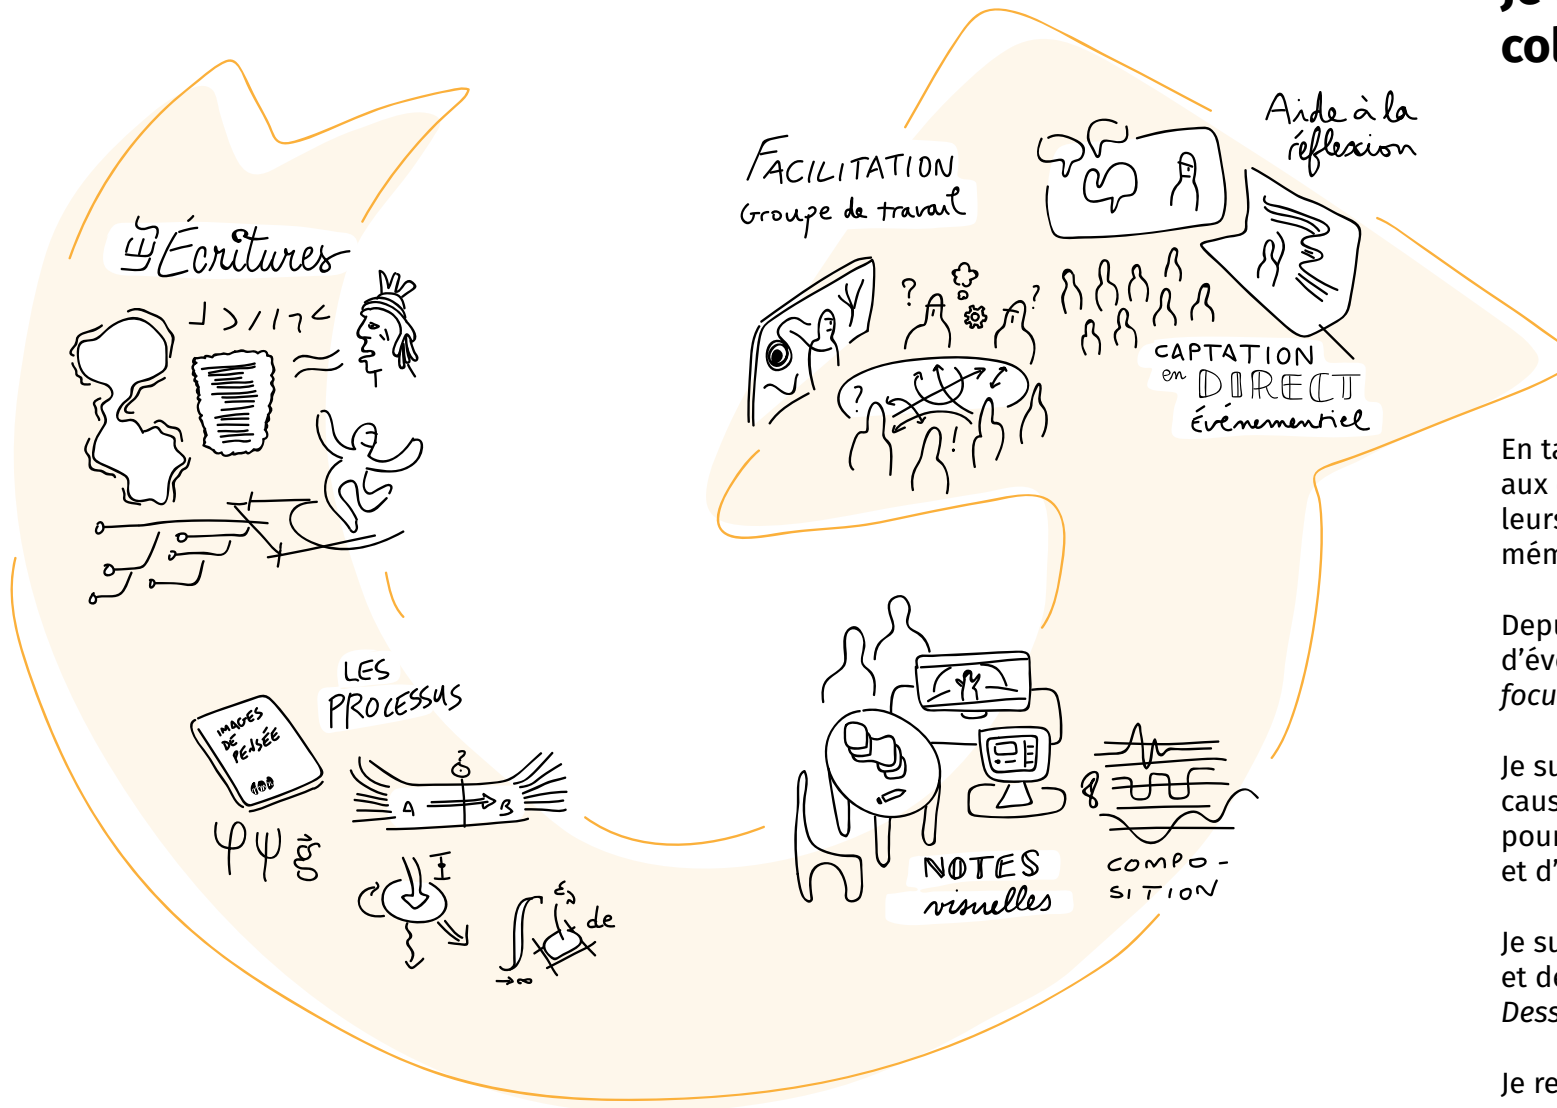 LES Écritures
LES
PROCESSUS
IMAGES
DE
PENSÉE
A B
φ ψ g
I
de
→ ∞
FACILITATION
Groupe de travail
? ?
?
!
Aide à la
réflexion
CAPTATION
en DIRECT
Événementiel
NOTES
visuelles
COMPO-
SITION
En ta
aux
leurs
mém
Depu
d'éve
focu
Je su
caus
pour
et d'
Je su
et de
Dess
Je re